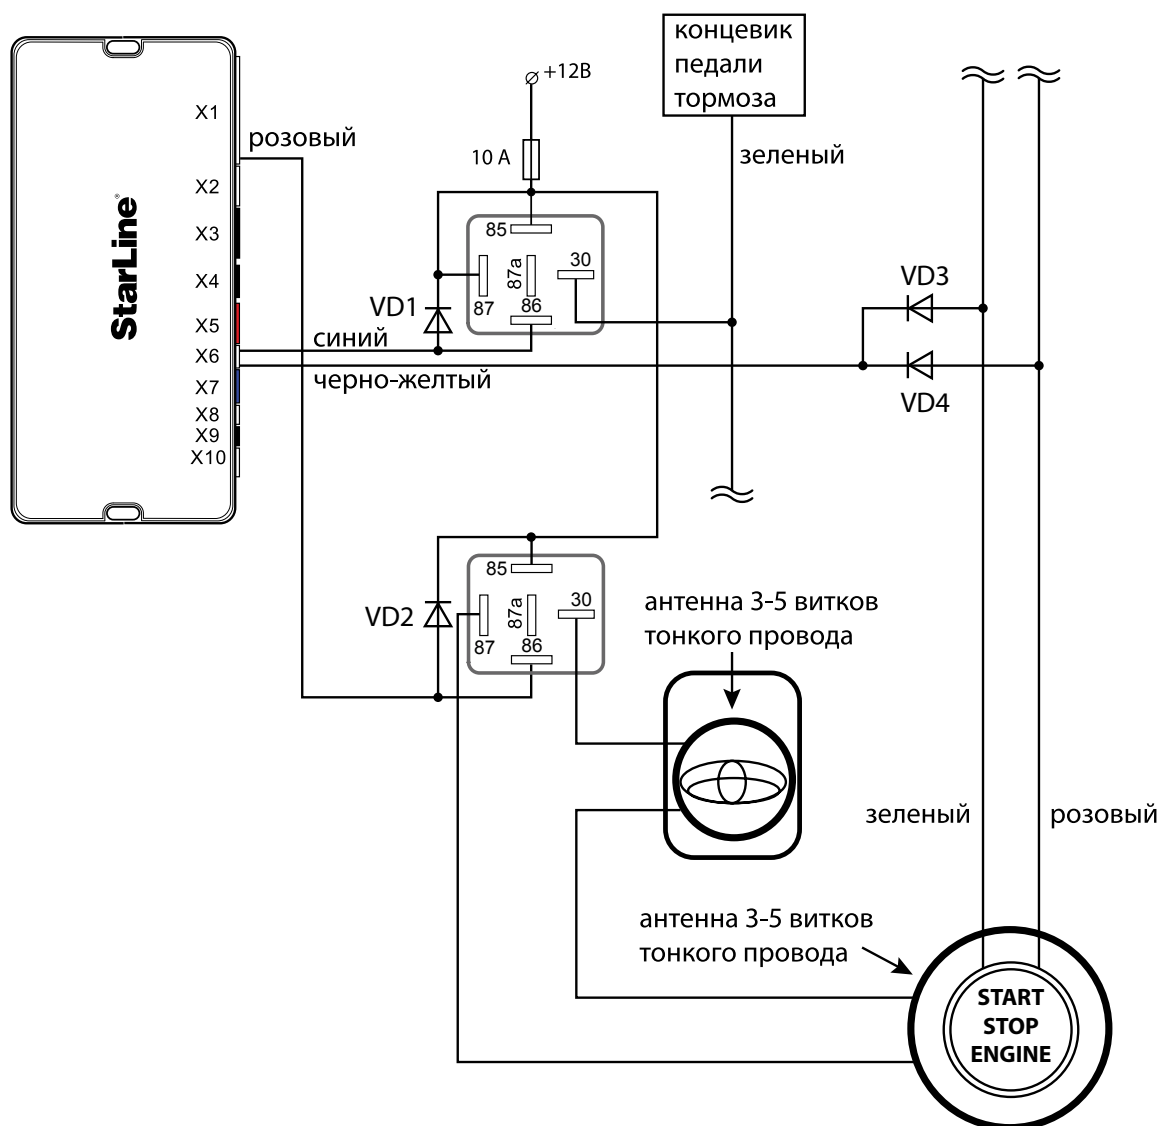 концевик
педали
тормоза
+12В
X1
розовый
10 А
зеленый
X2
StarLine®
X3
X4
X5
X6
X7
X8
X9
X10
85
87a
30
87
86
VD1
VD3
синий
черно-желтый
VD4
85
87a
30
87
86
VD2
антенна 3-5 витков
тонкого провода
зеленый
розовый
антенна 3-5 витков
тонкого провода
START
STOP
ENGINE